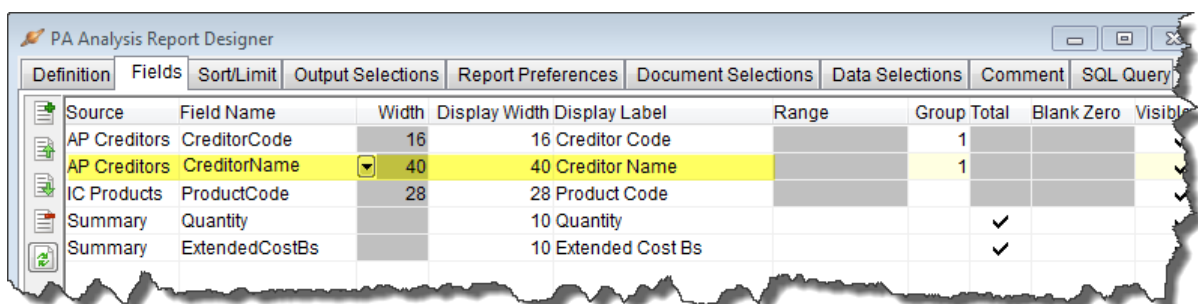 PA Analysis Report Designer
Definition Fields Sort/Limit Output Selections Report Preferences Document Selections Data Selections Comment SQL Query
Source Field Name Width Display Width Display Label Range Group Total Blank Zero Visible
AP Creditors CreditorCode 16 16 Creditor Code 1
AP Creditors CreditorName 40 40 Creditor Name 1
IC Products ProductCode 28 28 Product Code
Summary Quantity 10 Quantity
Summary ExtendedCostBs 10 Extended Cost Bs